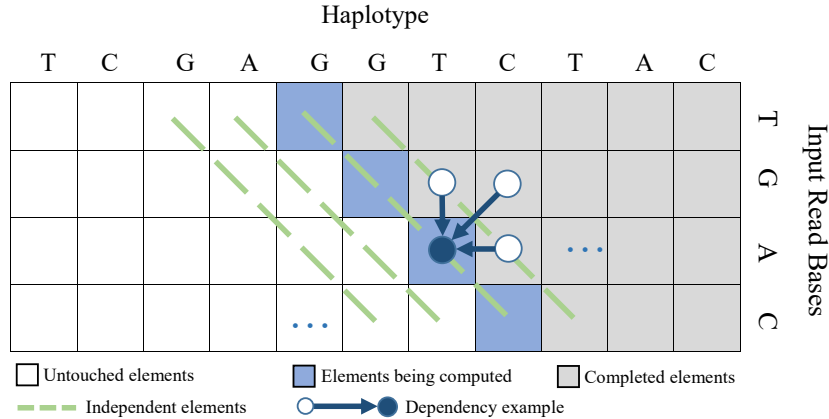 Haplotype
T C G A G G T C T A C
T
G
A
C
Input Read Bases
...
...
Untouched elements
Elements being computed
Completed elements
Independent elements
Dependency example